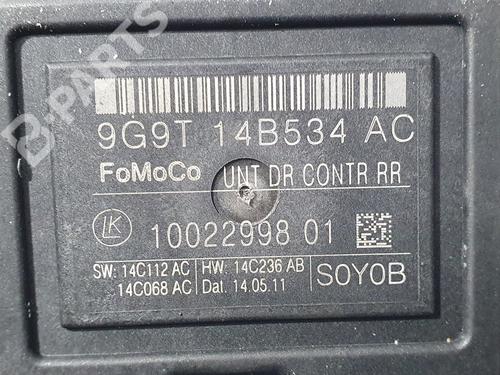 B-PARTS
9G9T 14B534 AC
FoMoCo UNT DR CONTR RR
LK 10022998 01
SW: 14C112 AC HW: 14C236 AB
14C068 AC Dat. 14.05.11
S0Y0B